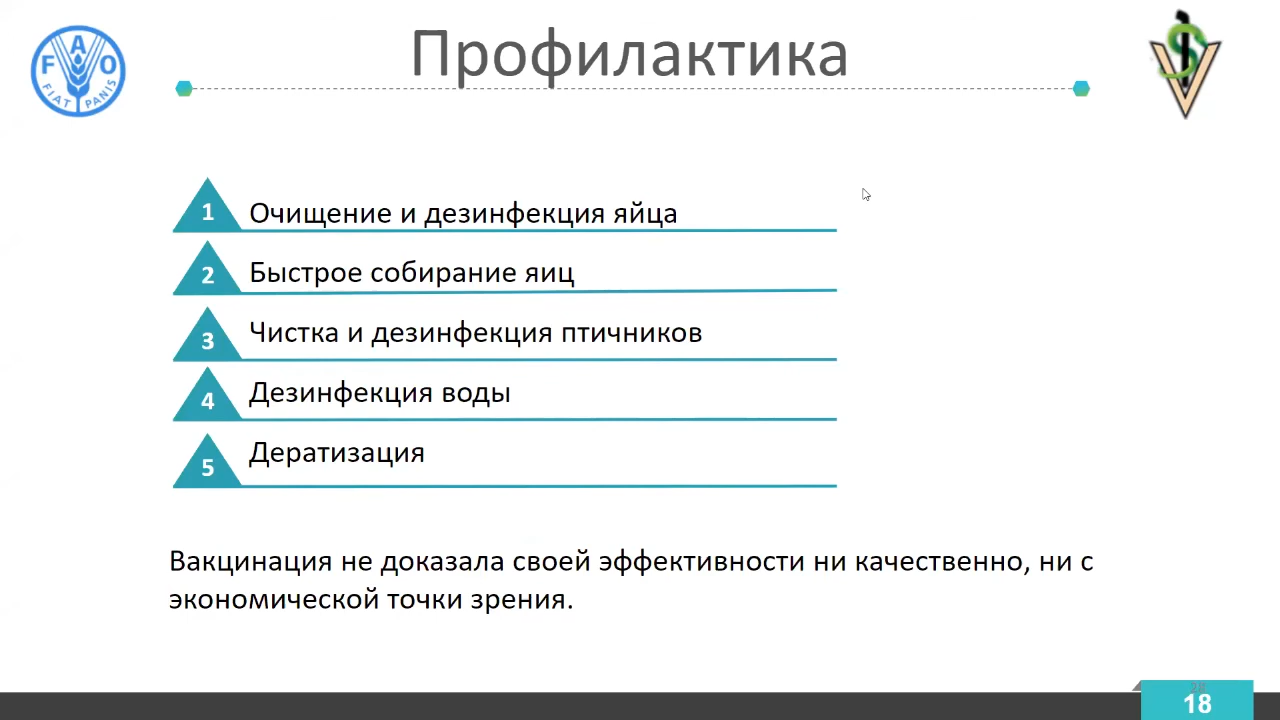 Профилактика
F A O
FIAT PANIS
1 Очищение и дезинфекция яйца
2 Быстрое собирание яиц
3 Чистка и дезинфекция птичников
4 Дезинфекция воды
5 Дератизация
Вакцинация не доказала своей эффективности ни качественно, ни с
экономической точки зрения.
18